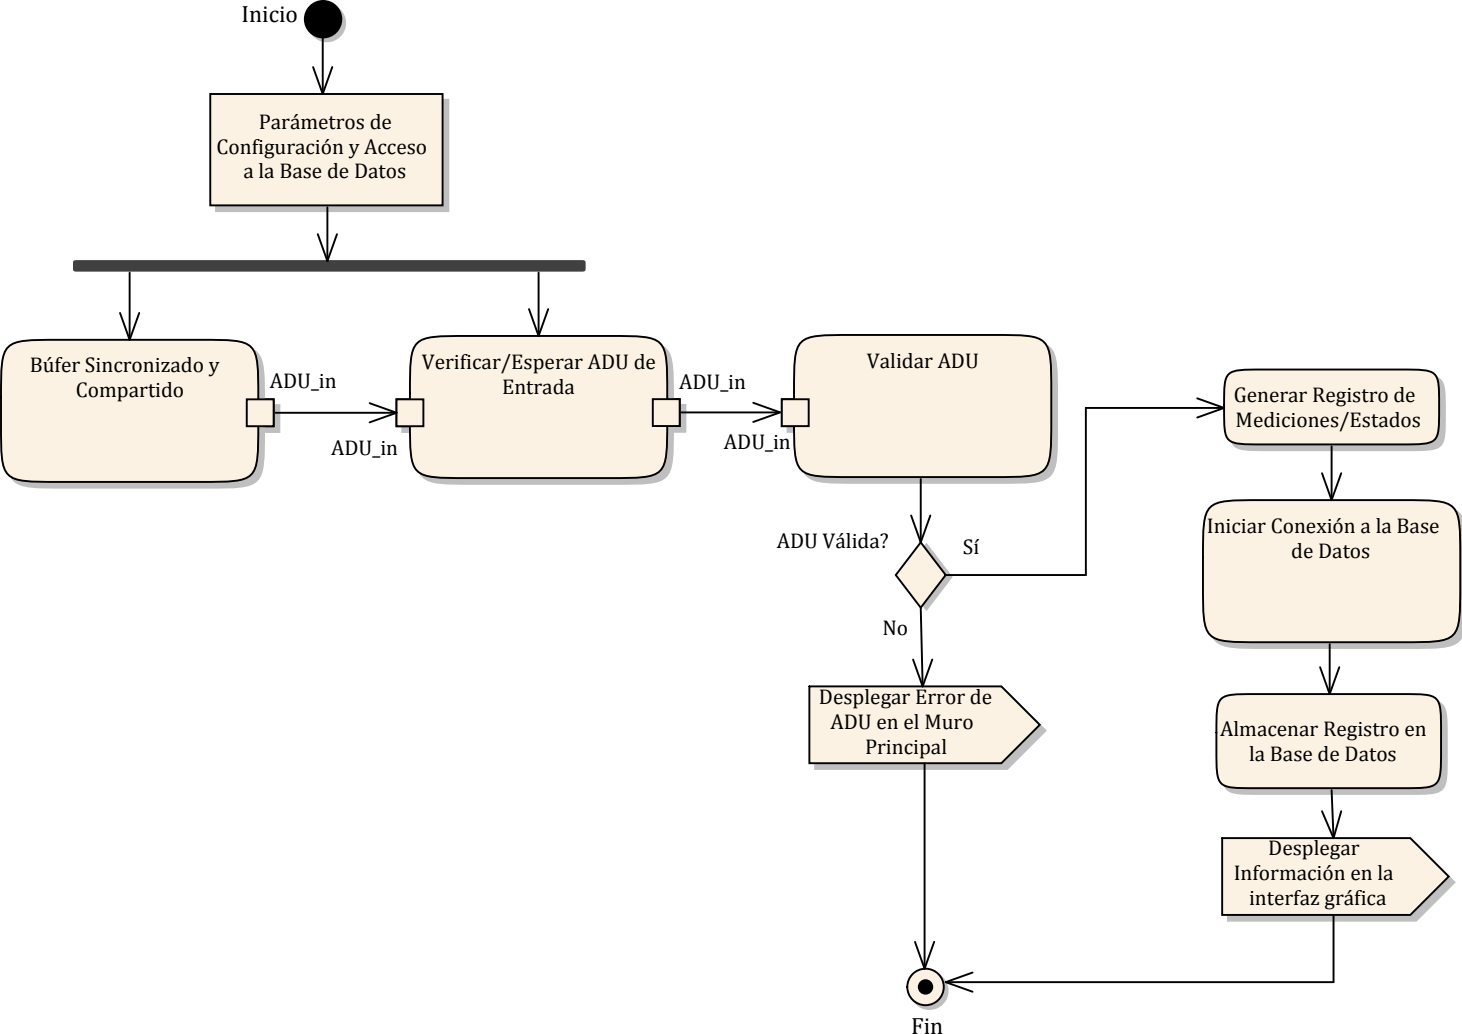 Inicio
Parámetros de
Configuración y Acceso
a la Base de Datos
Búfer Sincronizado y
Compartido
ADU_in
ADU_in
Verificar/Esperar ADU de
Entrada
ADU_in
ADU_in
Validar ADU
ADU Válida?
Sí
No
Desplegar Error de
ADU en el Muro
Principal
Generar Registro de
Mediciones/Estados
Iniciar Conexión a la Base
de Datos
Almacenar Registro en
la Base de Datos
Desplegar
Información en la
interfaz gráfica
Fin